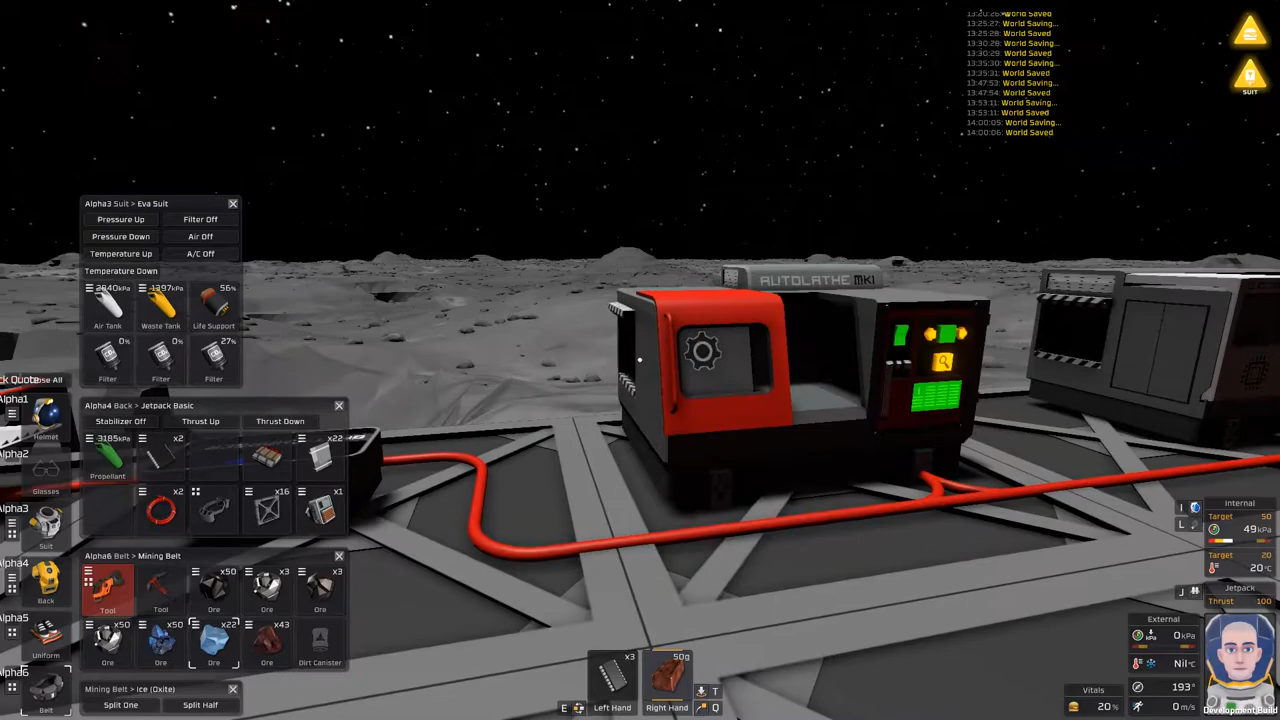 13:20:26: World Saved
13:25:27: World Saving...
13:25:28: World Saved
13:30:28: World Saving...
13:30:29: World Saved
13:35:30: World Saving...
13:35:31: World Saved
13:47:53: World Saving...
13:47:54: World Saved
13:53:11: World Saving...
13:53:11: World Saved
14:00:05: World Saving...
14:00:06: World Saved
SUIT
Alpha3 Suit > Eva Suit
Pressure Up Filter Off
Pressure Down Air Off
Temperature Up A/C Off
Temperature Down
2840kPa 1397kPa 56%
Air Tank Waste Tank Life Support
0% 0% 27%
Filter Filter Filter
AUTOLATHE MK1
Alpha1
Helmet
Alpha2
Glasses
Alpha3
Suit
Alpha4
Back
Alpha5
Uniform
Alpha6
Belt
Alpha4 Back > Jetpack Basic
Stabilizer Off Thrust Up Thrust Down
3185kPa x2 x22
Propellant
x2 x16 x1
Alpha6 Belt > Mining Belt
x50 x3 x3
Tool Tool Ore Ore Ore
x50 x50 x22 x43
Ore Ore Ore Ore Dirt Canister
Mining Belt > Ice (Oxite)
Split One Split Half
x3 50g
E Left Hand Right Hand T
Q
Internal
Target 50
49kPa
Target 20
20°C
I
L
J
Jetpack
Thrust 100
External
0kPa
Nil°C
193°
0m/s
Vitals
20%
Development Build